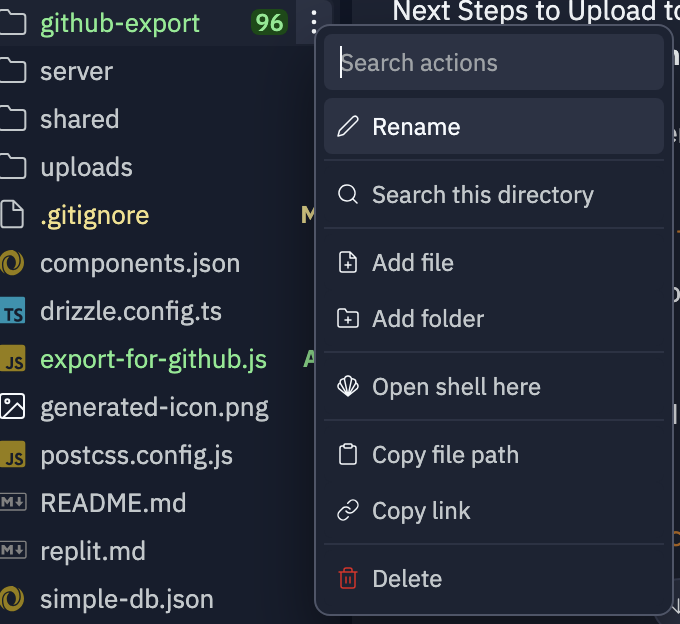 github-export 96
Next Steps to Upload to
server
shared
uploads
.gitignore
components.json
TS drizzle.config.ts
JS export-for-github.js A
generated-icon.png
JS postcss.config.js
M↓ README.md
M↓ replit.md
simple-db.json
Search actions
Rename
Search this directory
Add file
Add folder
Open shell here
Copy file path
Copy link
Delete